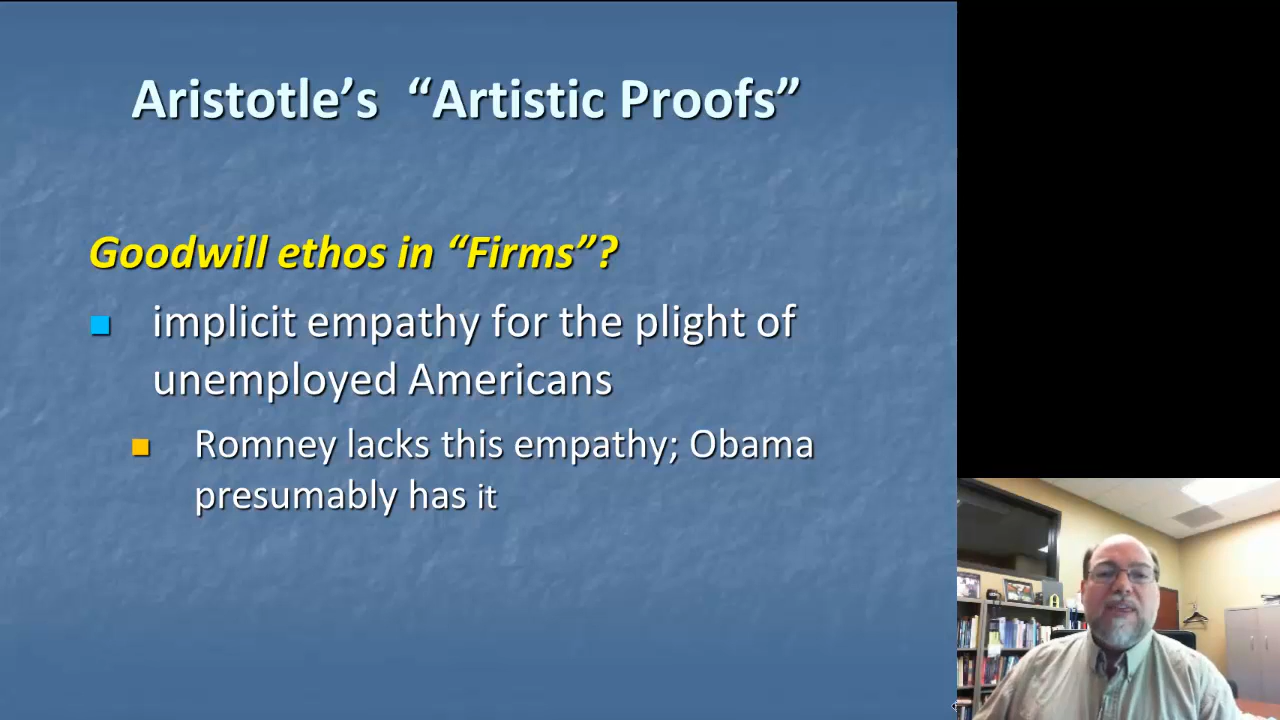 Aristotle’s “Artistic Proofs”
Goodwill ethos in “Firms”?
implicit empathy for the plight of
unemployed Americans
Romney lacks this empathy; Obama
presumably has it